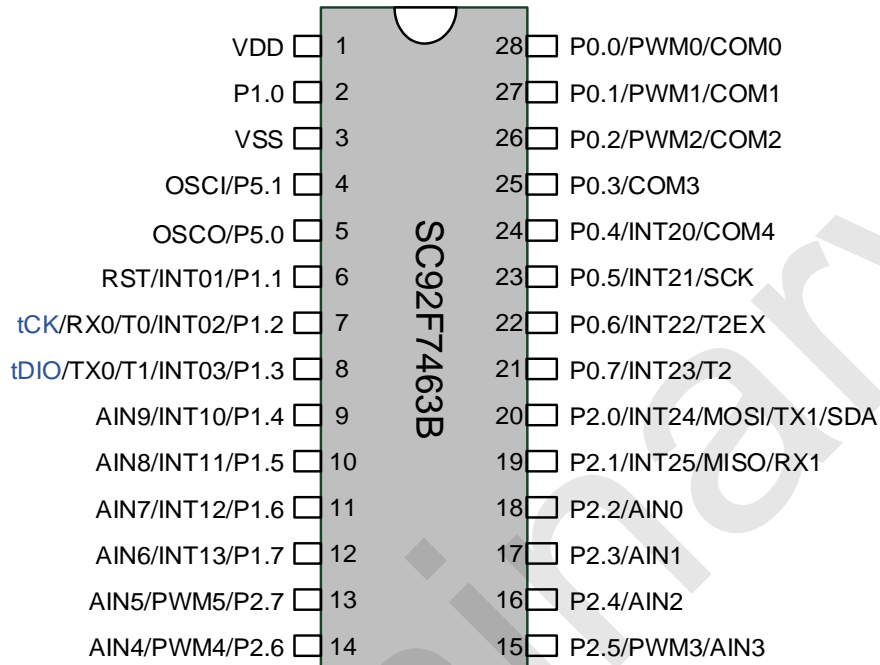 VDD 1 28 P0.0/PWM0/COM0
P1.0 2 27 P0.1/PWM1/COM1
VSS 3 26 P0.2/PWM2/COM2
OSCI/P5.1 4 25 P0.3/COM3
OSCO/P5.0 5 24 P0.4/INT20/COM4
RST/INT01/P1.1 6 23 P0.5/INT21/SCK
tCK/RX0/T0/INT02/P1.2 7 22 P0.6/INT22/T2EX
tDIO/TX0/T1/INT03/P1.3 8 21 P0.7/INT23/T2
AIN9/INT10/P1.4 9 20 P2.0/INT24/MOSI/TX1/SDA
AIN8/INT11/P1.5 10 19 P2.1/INT25/MISO/RX1
AIN7/INT12/P1.6 11 18 P2.2/AIN0
AIN6/INT13/P1.7 12 17 P2.3/AIN1
AIN5/PWM5/P2.7 13 16 P2.4/AIN2
AIN4/PWM4/P2.6 14 15 P2.5/PWM3/AIN3
SC92F7463B